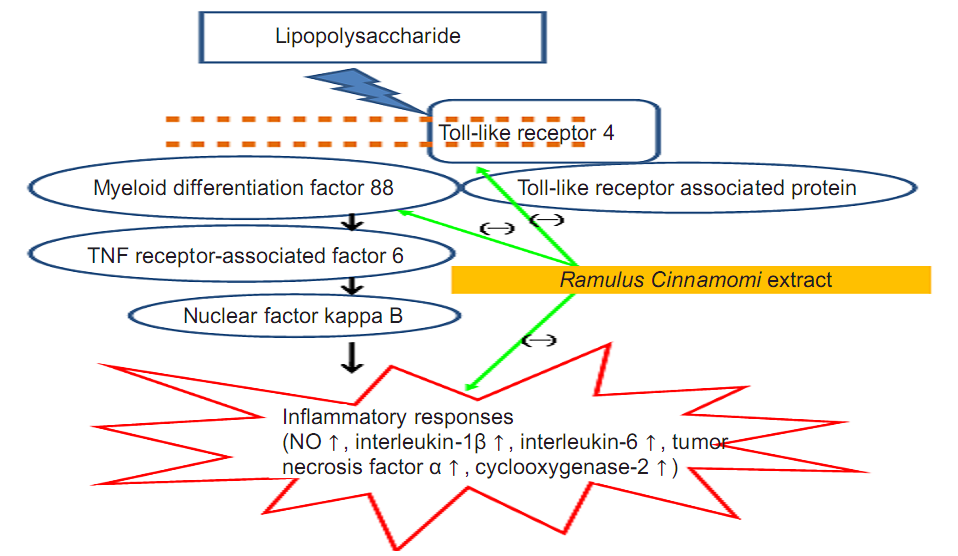 Lipopolysaccharide
Toll-like receptor 4
Myeloid differentiation factor 88
Toll-like receptor associated protein
(—)
(—)
TNF receptor-associated factor 6
Ramulus Cinnamomi extract
Nuclear factor kappa B
(—)
Inflammatory responses
(NO ↑, interleukin-1β ↑, interleukin-6 ↑, tumor
necrosis factor α ↑, cyclooxygenase-2 ↑)